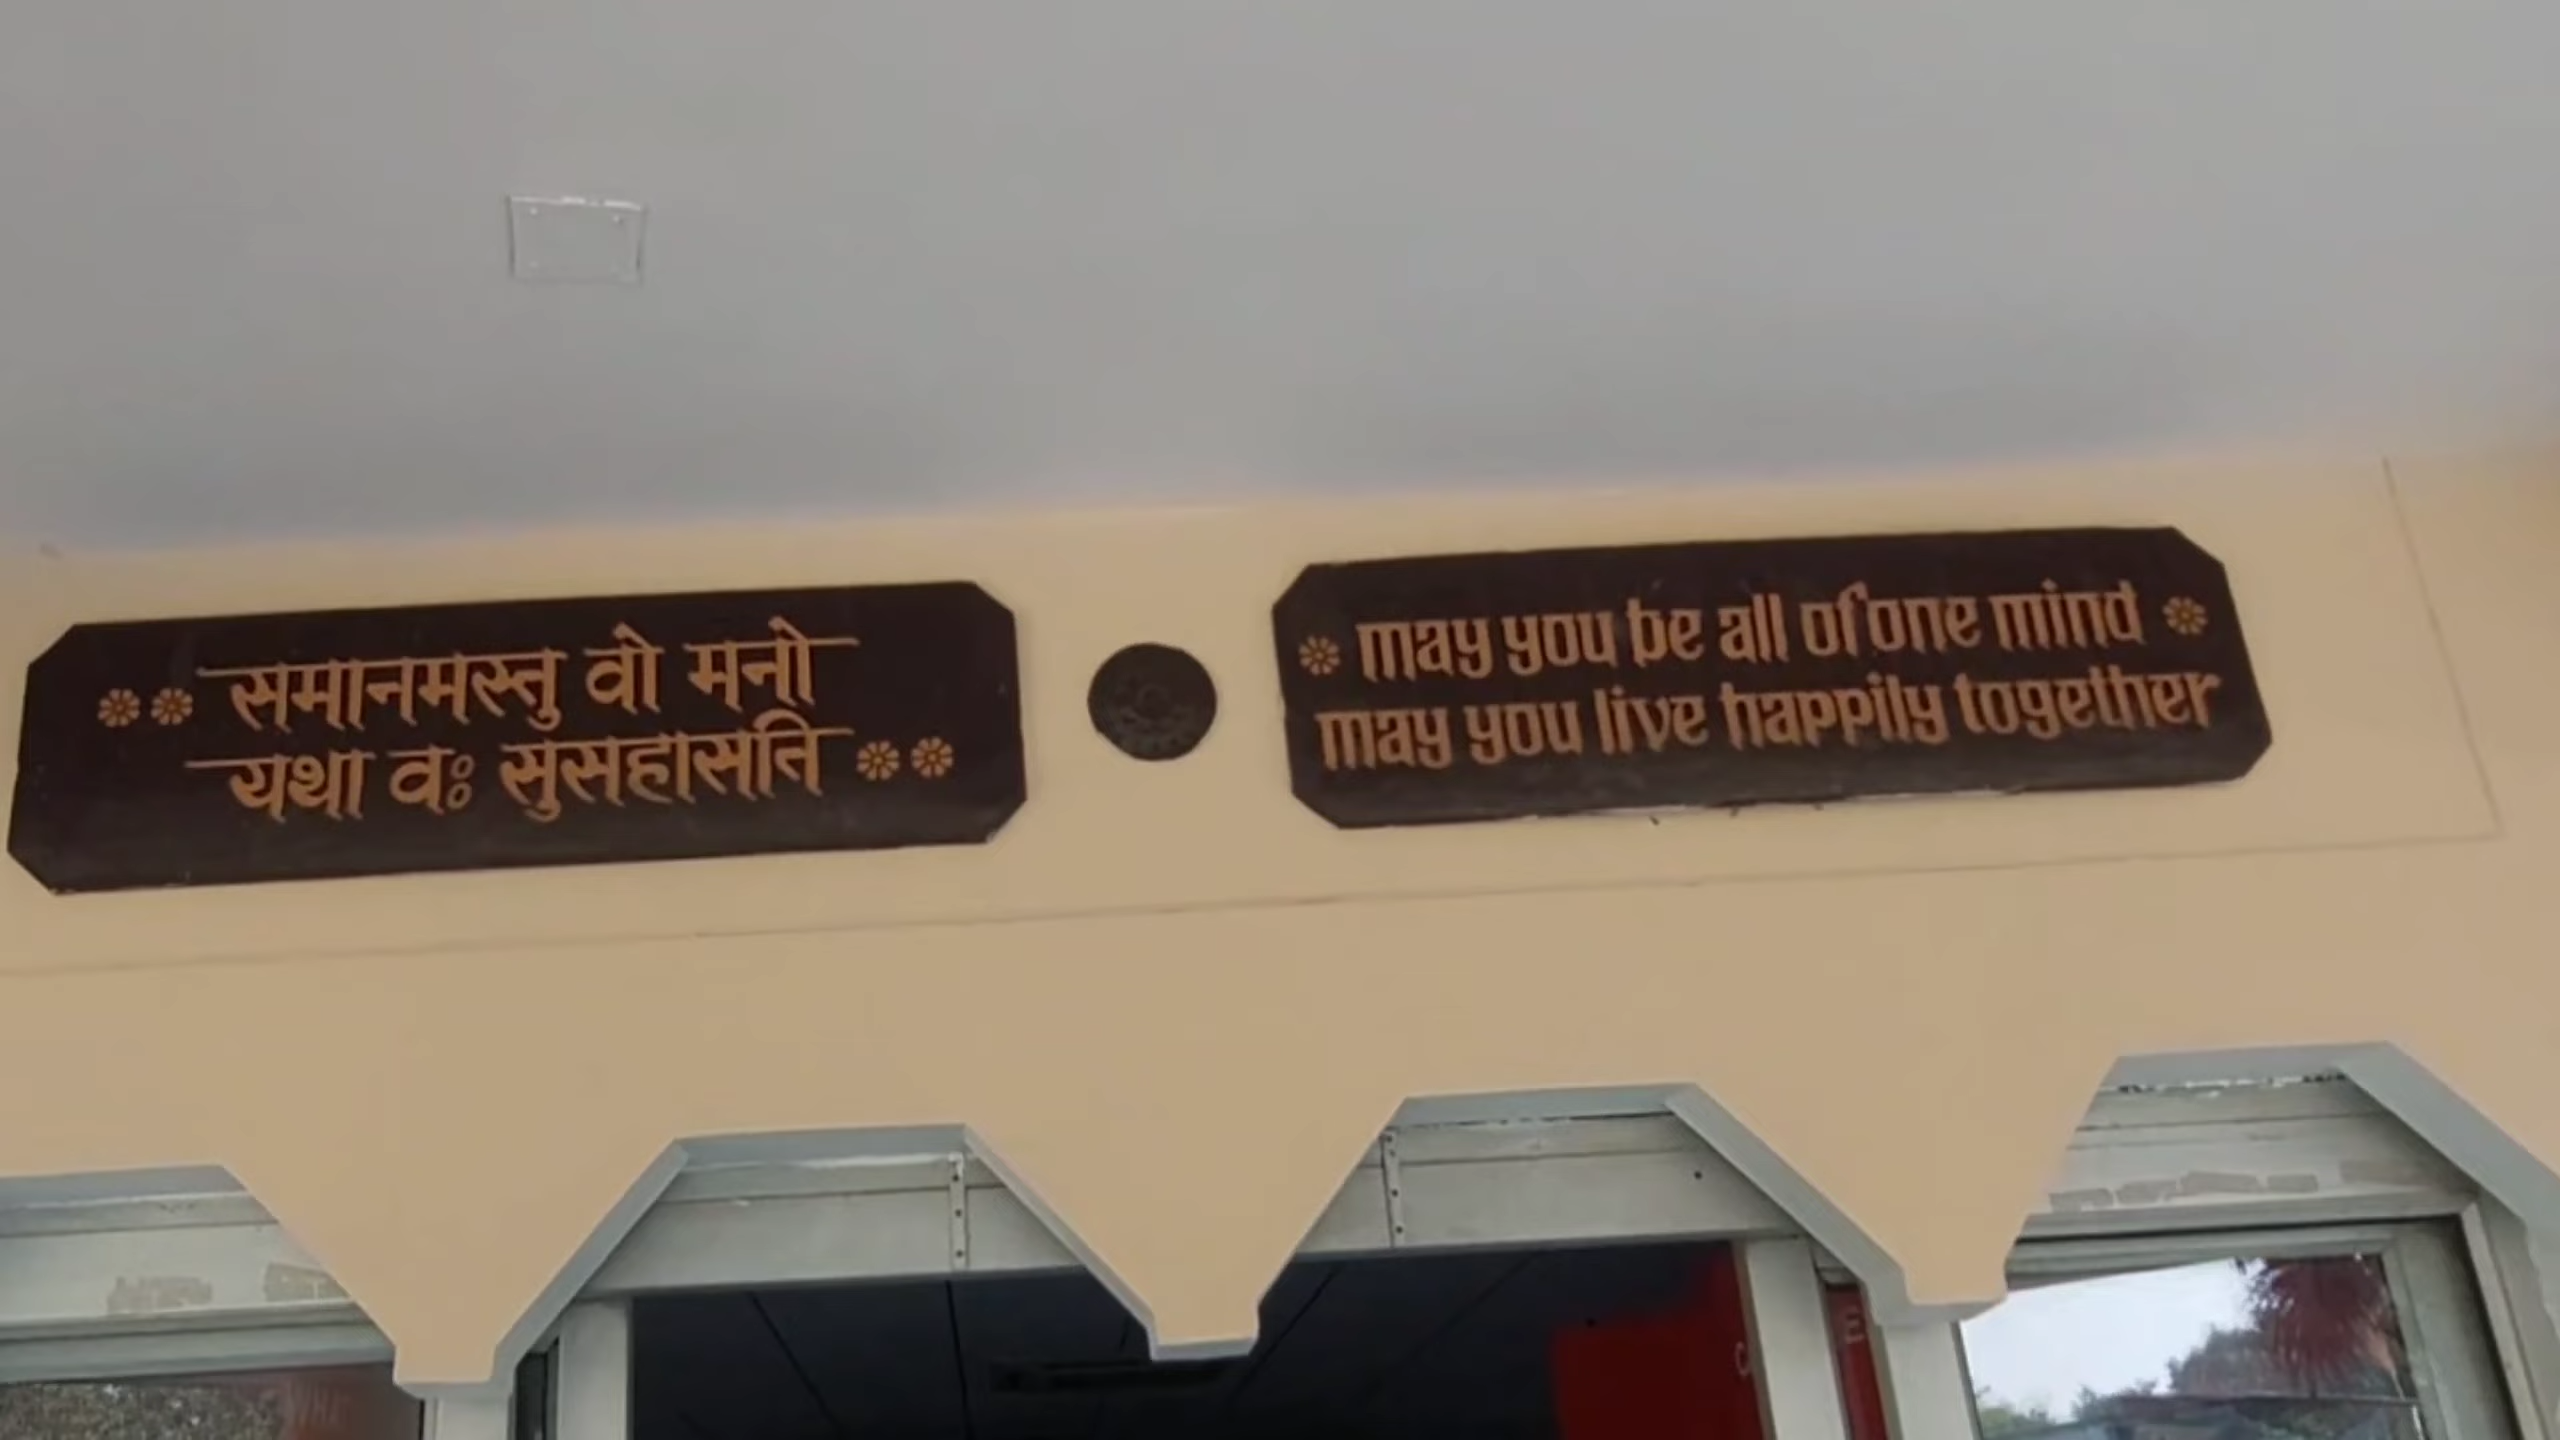 समानमस्तु वो मनो
यथा वः सुसहासति
may you be all of one mind
may you live happily together